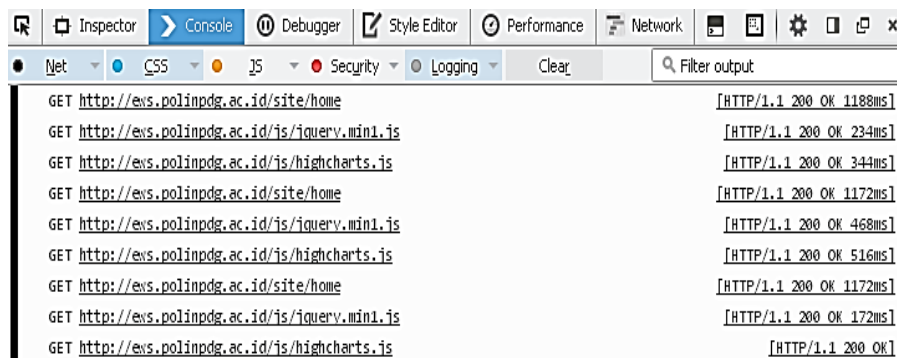 Inspector Console Debugger Style Editor Performance Network
Net CSS JS Security Logging Clear Filter output
GET http://ews.polinpdg.ac.id/site/home [HTTP/1.1 200 OK 1188ms]
GET http://ews.polinpdg.ac.id/js/jquery.min1.js [HTTP/1.1 200 OK 234ms]
GET http://ews.polinpdg.ac.id/js/highcharts.js [HTTP/1.1 200 OK 344ms]
GET http://ews.polinpdg.ac.id/site/home [HTTP/1.1 200 OK 1172ms]
GET http://ews.polinpdg.ac.id/js/jquery.min1.js [HTTP/1.1 200 OK 468ms]
GET http://ews.polinpdg.ac.id/js/highcharts.js [HTTP/1.1 200 OK 516ms]
GET http://ews.polinpdg.ac.id/site/home [HTTP/1.1 200 OK 1172ms]
GET http://ews.polinpdg.ac.id/js/jquery.min1.js [HTTP/1.1 200 OK 172ms]
GET http://ews.polinpdg.ac.id/js/highcharts.js [HTTP/1.1 200 OK]